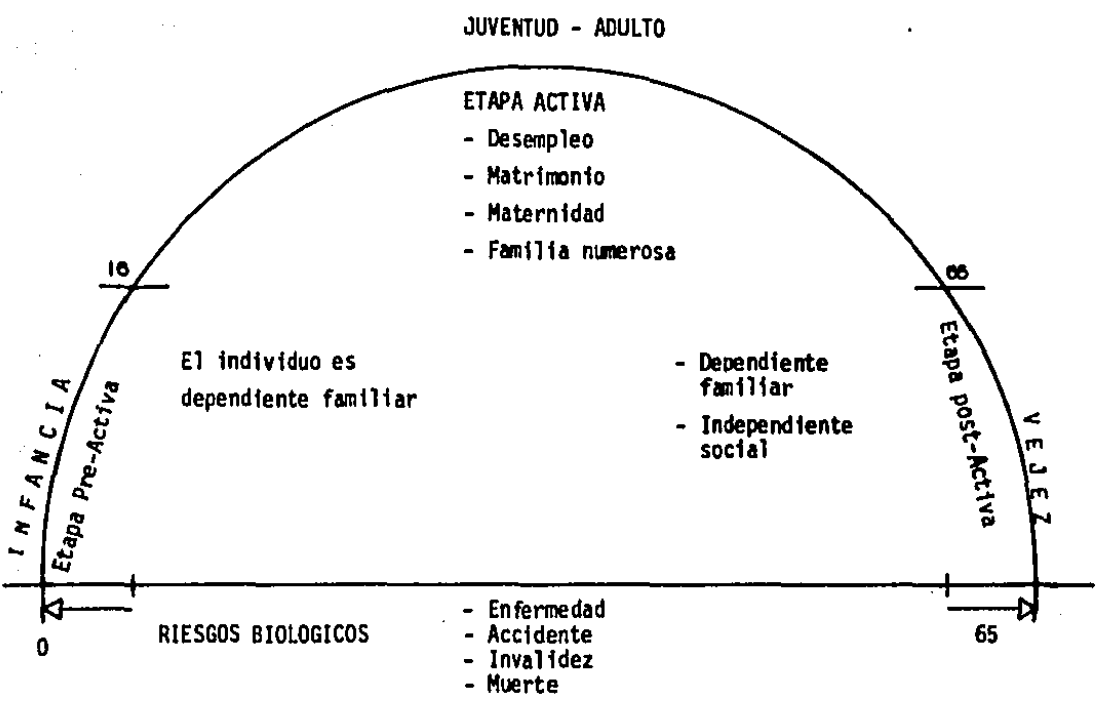 JUVENTUD - ADULTO
ETAPA ACTIVA
- Desempleo
- Matrimonio
- Maternidad
- Familia numerosa
16
El individuo es
dependiente familiar
INFANCIA
Etapa Pre-Activa
- Dependiente
familiar
- Independiente
social
Etapa post-Activa
VEJEZ
0
RIESGOS BIOLOGICOS
- Enfermedad
- Accidente
- Invalidez
- Muerte
65